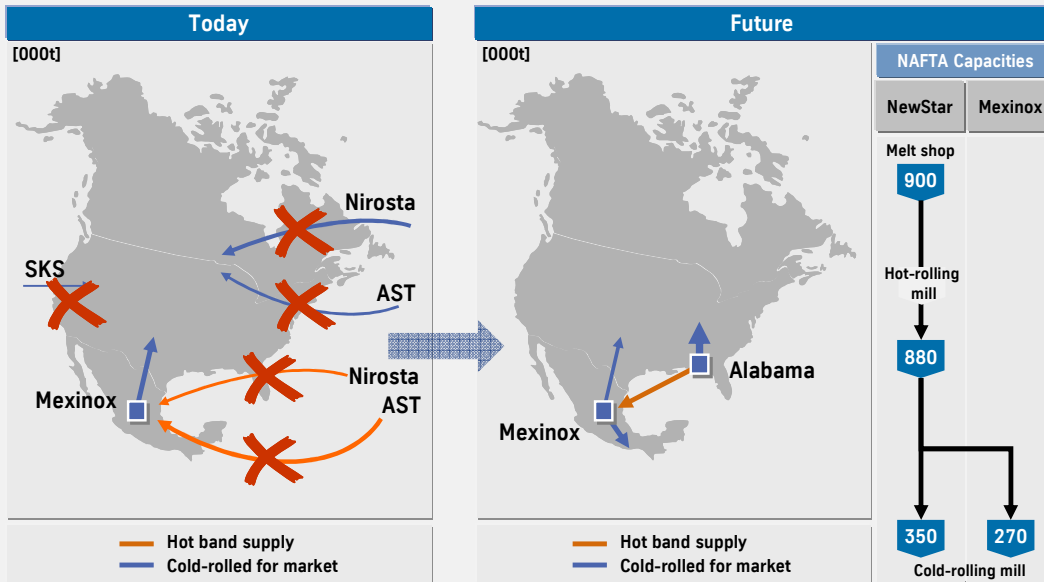 Today
[000t]
Nirosta
SKS
AST
Nirosta
AST
Mexinox
Hot band supply
Cold-rolled for market
Future
[000t]
Alabama
Mexinox
Hot band supply
Cold-rolled for market
NAFTA Capacities
NewStar Mexinox
Melt shop
900
Hot-rolling
mill
880
350 270
Cold-rolling mill